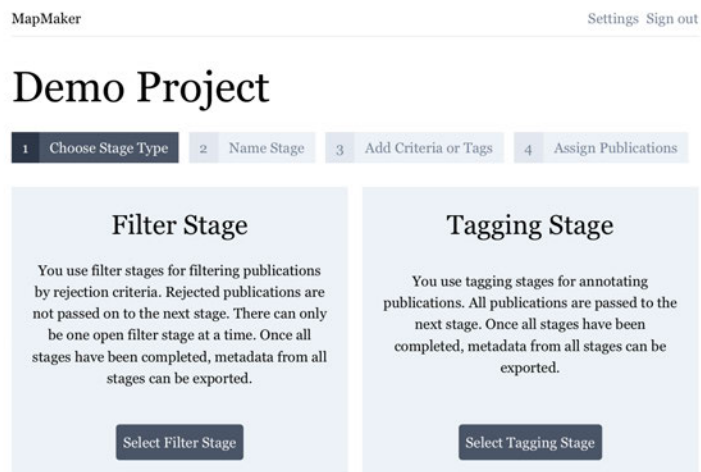 MapMaker
Settings Sign out
Demo Project
1 Choose Stage Type
2 Name Stage
3 Add Criteria or Tags
4 Assign Publications
Filter Stage
You use filter stages for filtering publications
by rejection criteria. Rejected publications are
not passed on to the next stage. There can only
be one open filter stage at a time. Once all
stages have been completed, metadata from all
stages can be exported.
Select Filter Stage
Tagging Stage
You use tagging stages for annotating
publications. All publications are passed to the
next stage. Once all stages have been
completed, metadata from all stages can be
exported.
Select Tagging Stage